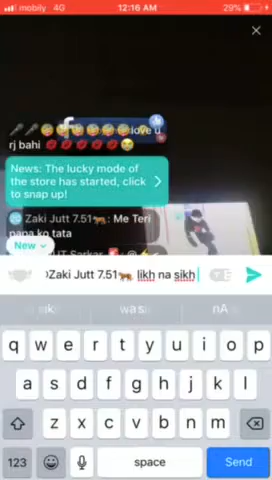 mobily 4G 12:16 AM 29%
love u
rj bahi
News: The lucky mode of
the store has started, click
to snap up!
Zaki Jutt 7.51🐅: Me Teri
papa ko tata
New
Zaki Jutt 7.51🐅 likh na sikh
was nA
q w e r t y u i o p
a s d f g h j k l
z x c v b n m
123 space Send